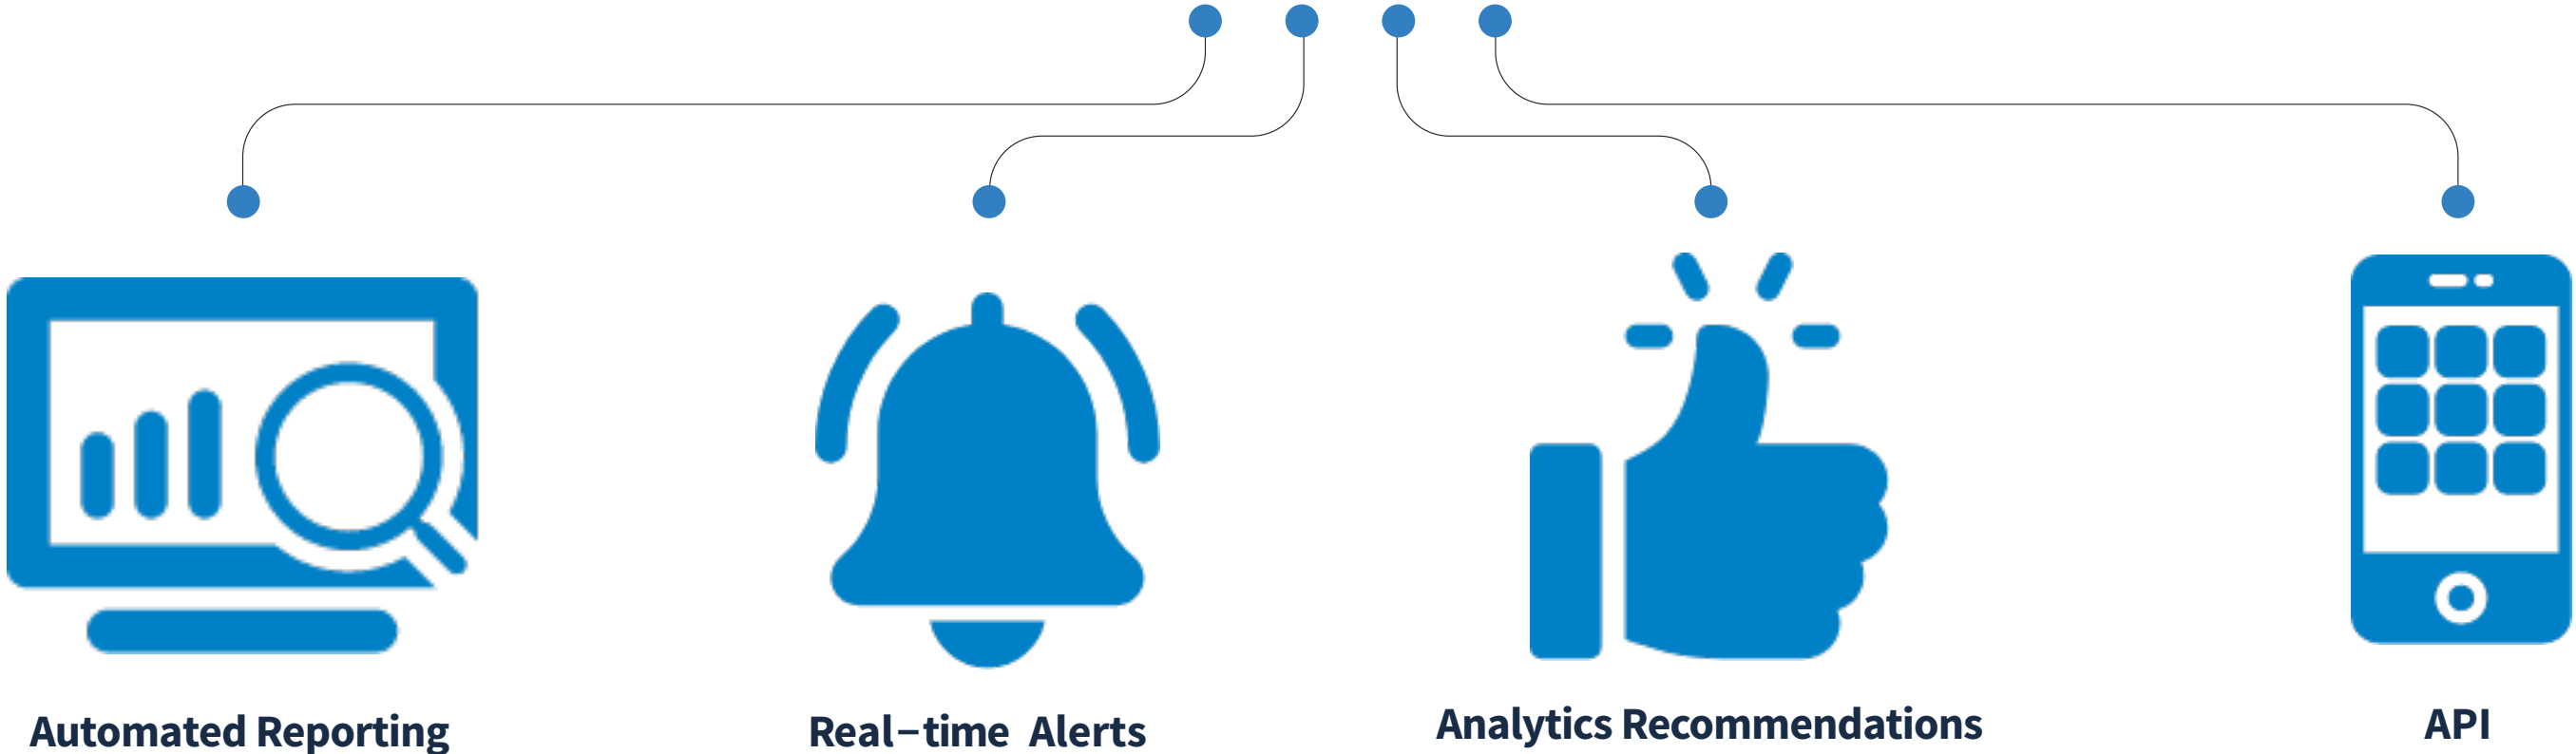 Automated Reporting
Real-time Alerts
Analytics Recommendations
API